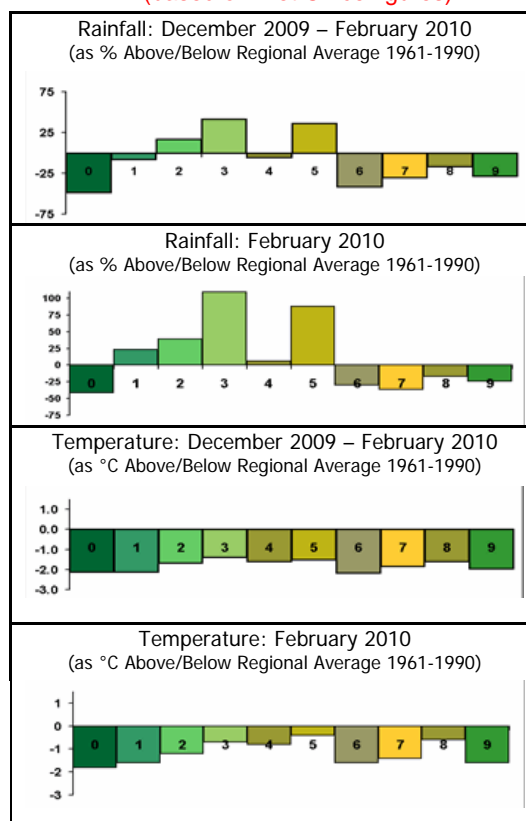 Rainfall: December 2009 – February 2010
(as % Above/Below Regional Average 1961-1990)
75
25
-25
-75
0 1 2 3 4 5 6 7 8 9
Rainfall: February 2010
(as % Above/Below Regional Average 1961-1990)
100
75
50
25
0
-25
-50
-75
0 1 2 3 4 5 6 7 8 9
Temperature: December 2009 – February 2010
(as °C Above/Below Regional Average 1961-1990)
1.0
0.0
-1.0
-2.0
-3.0
0 1 2 3 4 5 6 7 8 9
Temperature: February 2010
(as °C Above/Below Regional Average 1961-1990)
1
0
-1
-2
-3
0 1 2 3 4 5 6 7 8 9